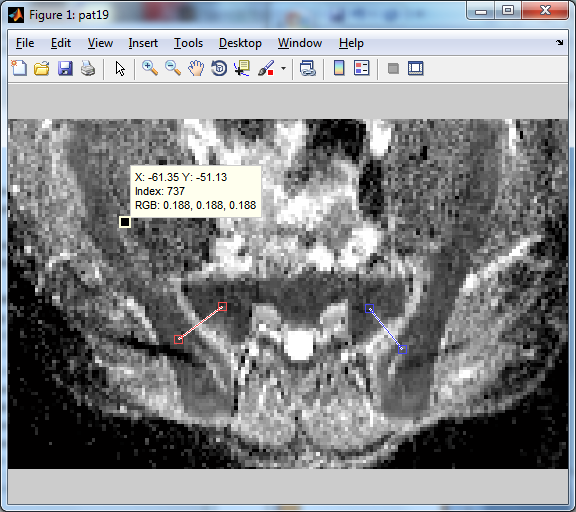 Figure 1: pat19
File Edit View Insert Tools Desktop Window Help
X: -61.35 Y: -51.13
Index: 737
RGB: 0.188, 0.188, 0.188